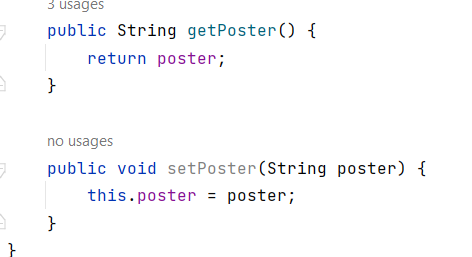 3 usages
public String getPoster() {
return poster;
}
no usages
public void setPoster(String poster) {
this.poster = poster;
}
}